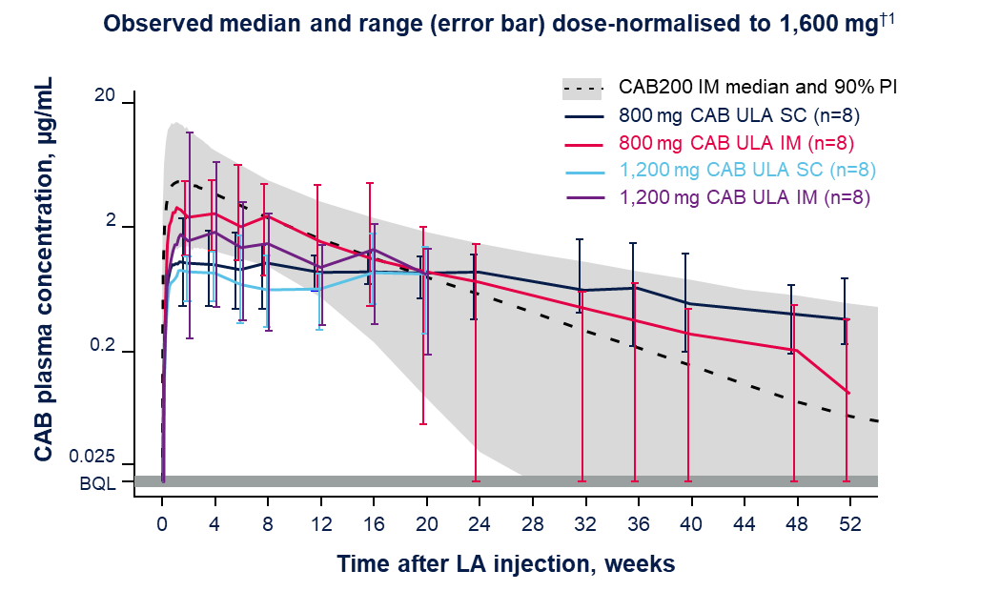 Observed median and range (error bar) dose-normalised to 1,600 mg†1
CAB plasma concentration, µg/mL
20
2
0.2
0.025
BQL
CAB200 IM median and 90% PI
800 mg CAB ULA SC (n=8)
800 mg CAB ULA IM (n=8)
1,200 mg CAB ULA SC (n=8)
1,200 mg CAB ULA IM (n=8)
0 4 8 12 16 20 24 28 32 36 40 44 48 52
Time after LA injection, weeks